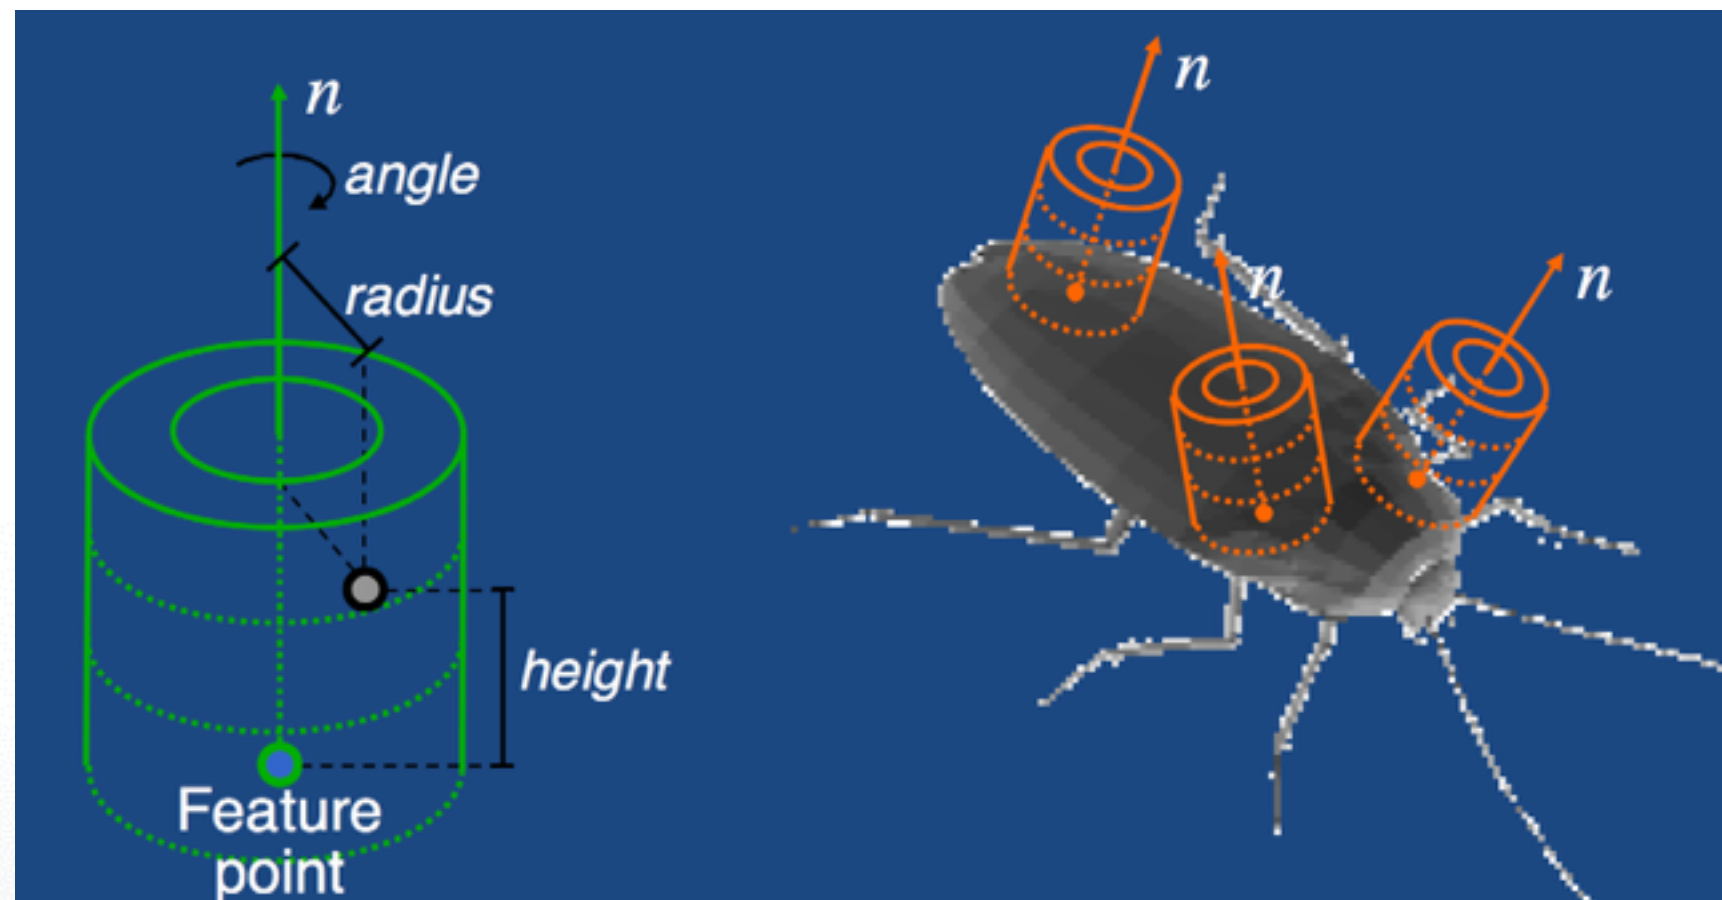 n
angle
radius
height
Feature
point
n
n
n